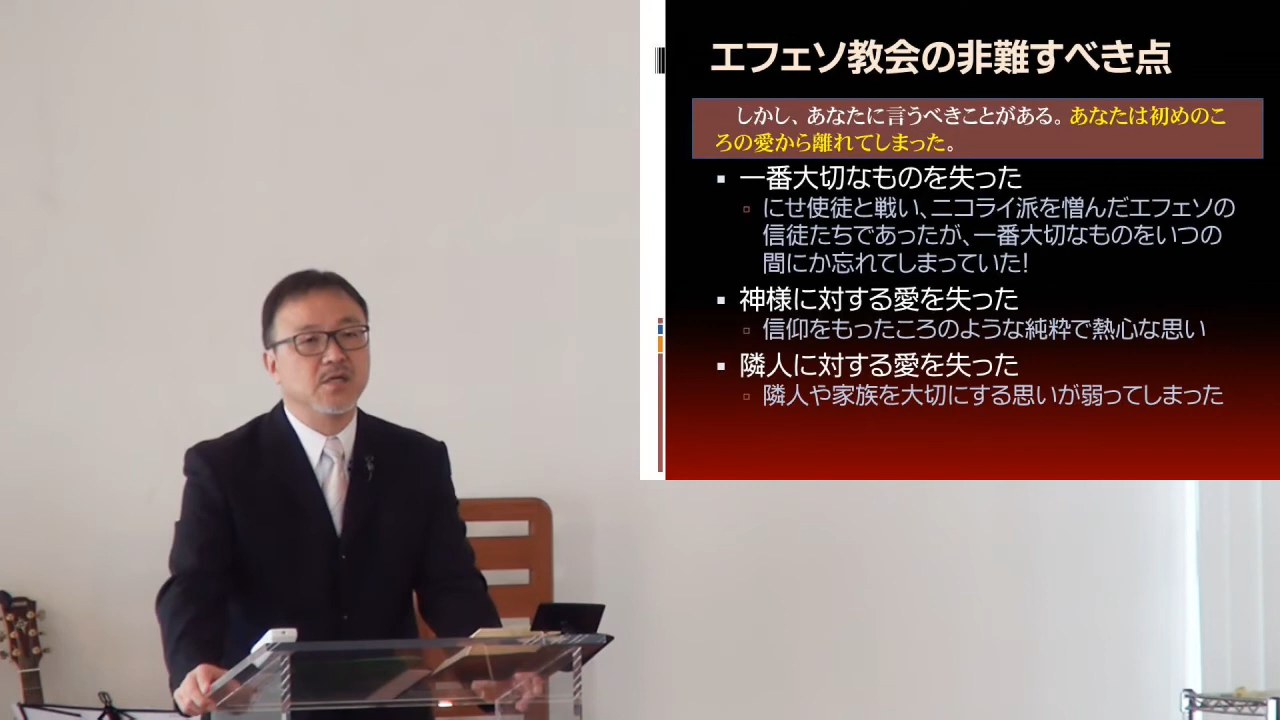 エフェソ教会の非難すべき点
しかし、あなたに言うべきことがある。あなたは初めのこ
ろの愛から離れてしまった。
▪ 一番大切なものを失った
▫ にせ使徒と戦い、ニコライ派を憎んだエフェソの
信徒たちであったが、一番大切なものをいつの
間にか忘れてしまっていた!
▪ 神様に対する愛を失った
▫ 信仰をもったころのような純粋で熱心な思い
▪ 隣人に対する愛を失った
▫ 隣人や家族を大切にする思いが弱ってしまった